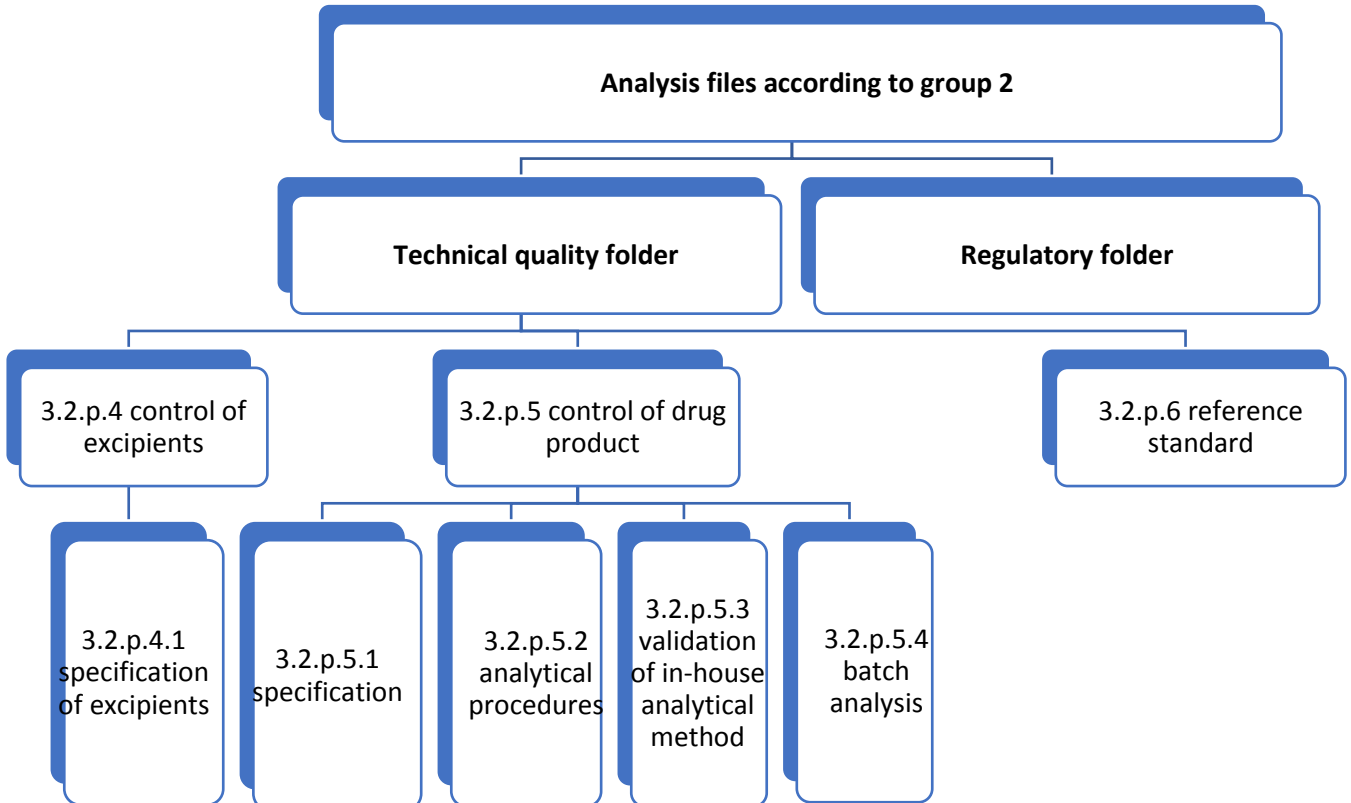 Analysis files according to group 2
Technical quality folder
Regulatory folder
3.2.p.4 control of
excipients
3.2.p.5 control of drug
product
3.2.p.6 reference
standard
3.2.p.4.1
specification
of excipients
3.2.p.5.1
specification
3.2.p.5.2
analytical
procedures
3.2.p.5.3
validation
of in-house
analytical
method
3.2.p.5.4
batch
analysis